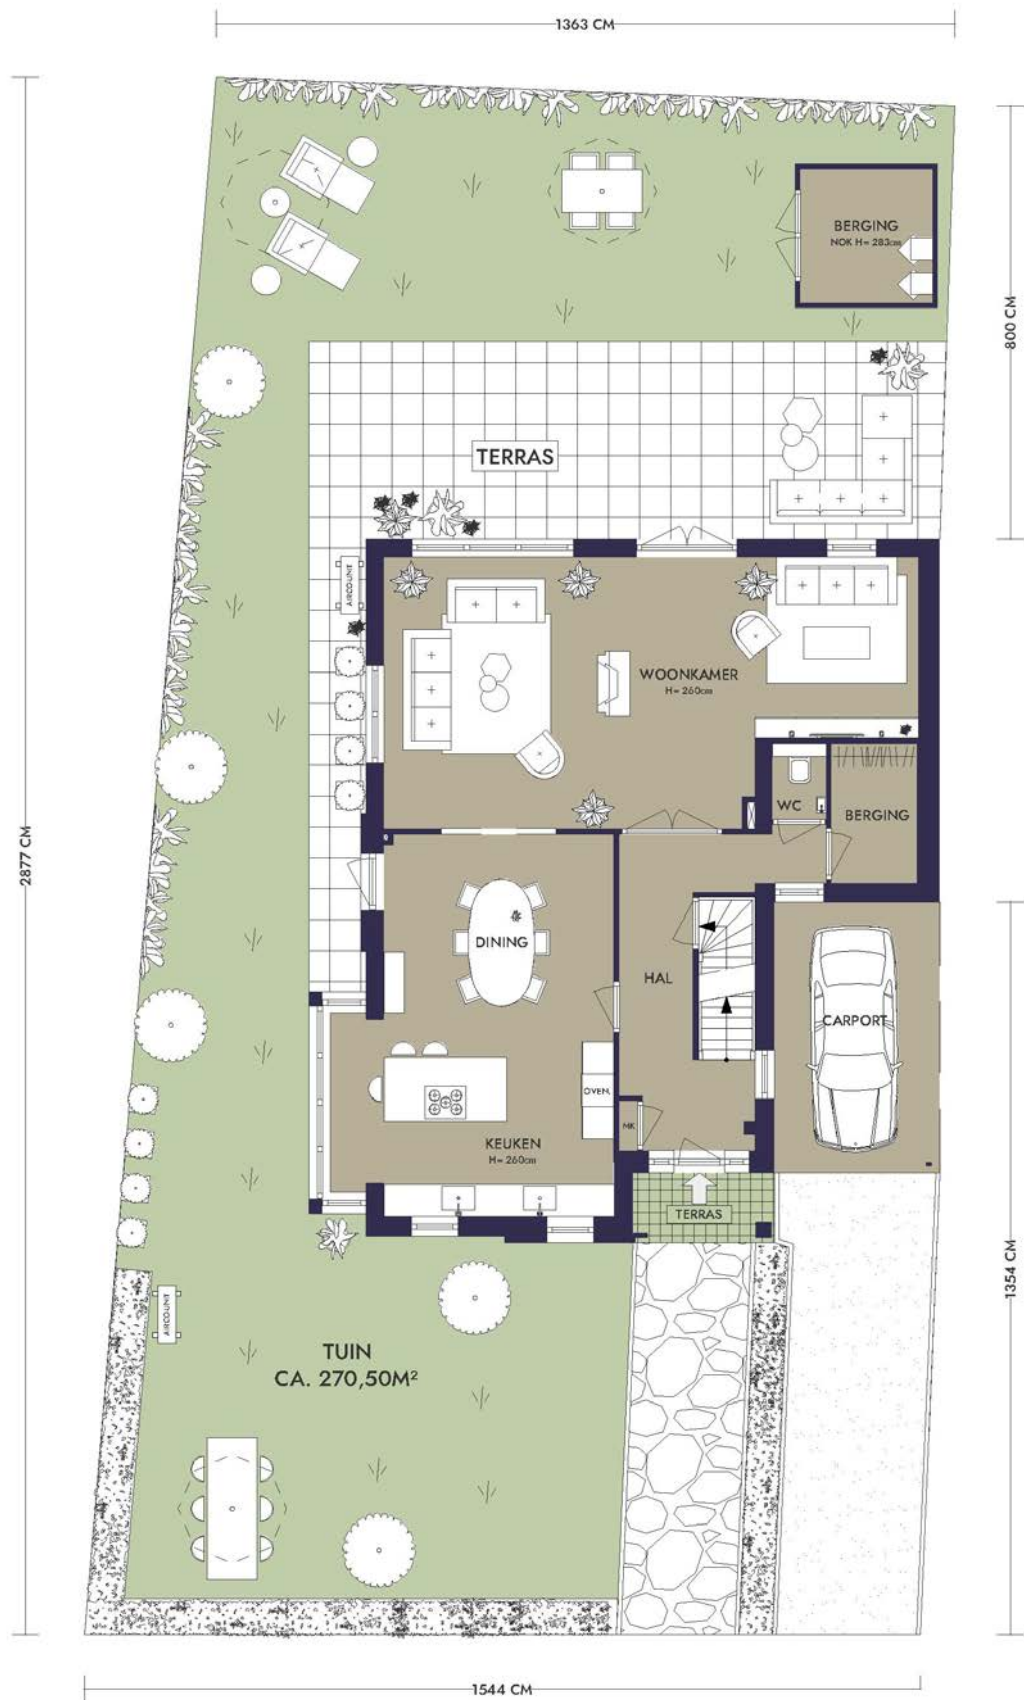 1363 CM
BERGING
NOK H= 283cm
800 CM
TERRAS
AIRCOUNIT
WOONKAMER
H= 260cm
WC
BERGING
2877 CM
DINING
HAL
CARPORT
OVEN.
MK
KEUKEN
H= 260cm
TERRAS
1354 CM
AIRCOUNIT
TUIN
CA. 270,50M²
1544 CM